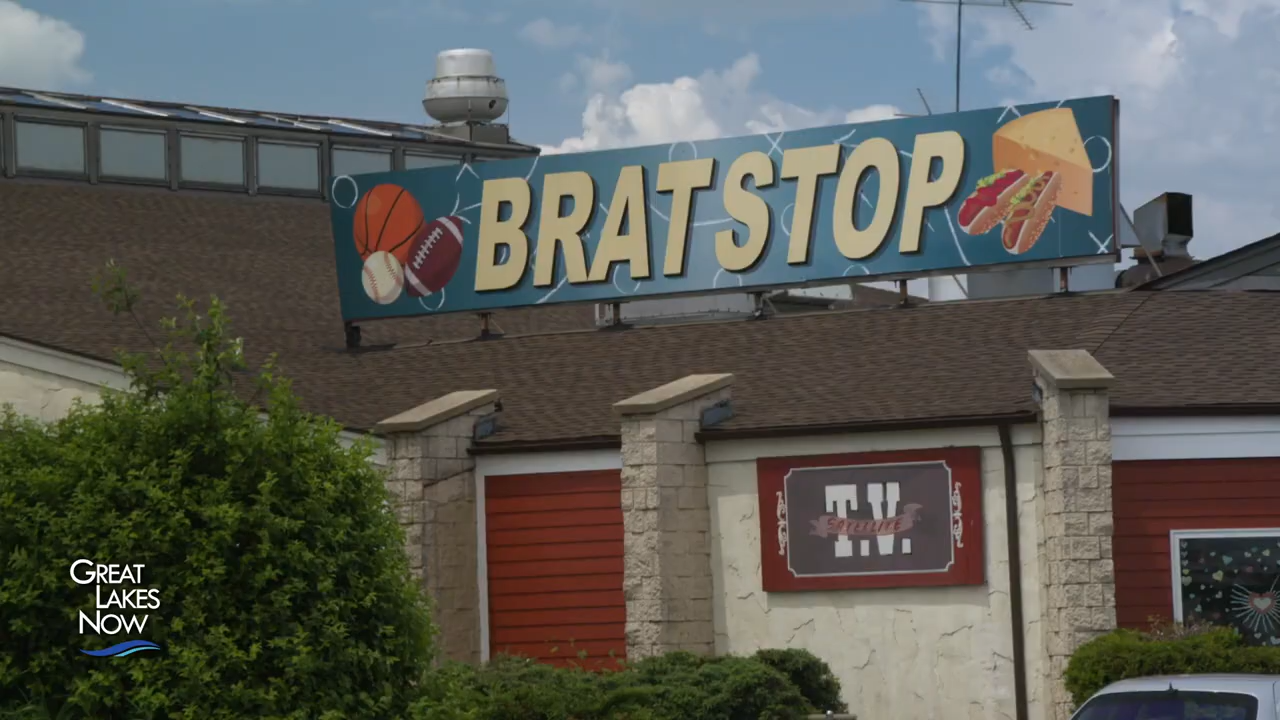 BRAT STOP
T.V.
SATELLITE
GREAT
LAKES
NOW